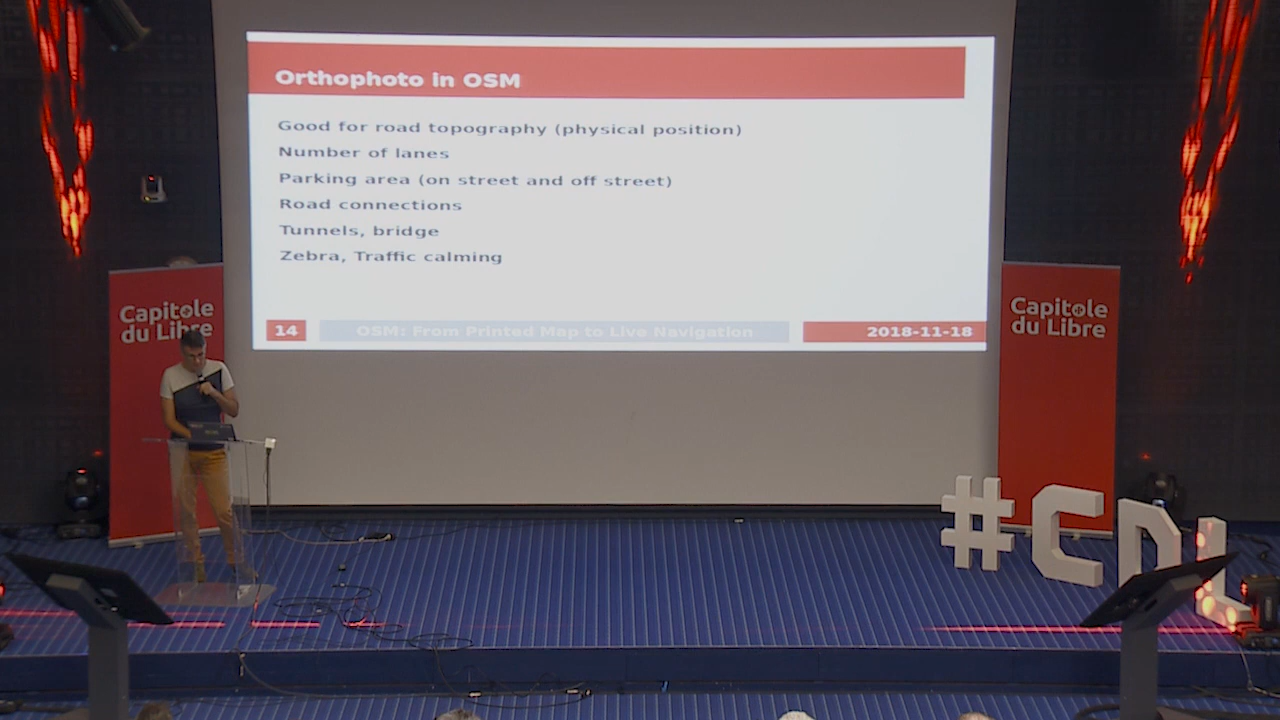 Orthophoto in OSM
Good for road topography (physical position)
Number of lanes
Parking area (on street and off street)
Road connections
Tunnels, bridge
Zebra, Traffic calming
14
OSM: From Printed Map to Live Navigation
2018-11-18
Capitole
du Libre
Capitole
du Libre
#CDL